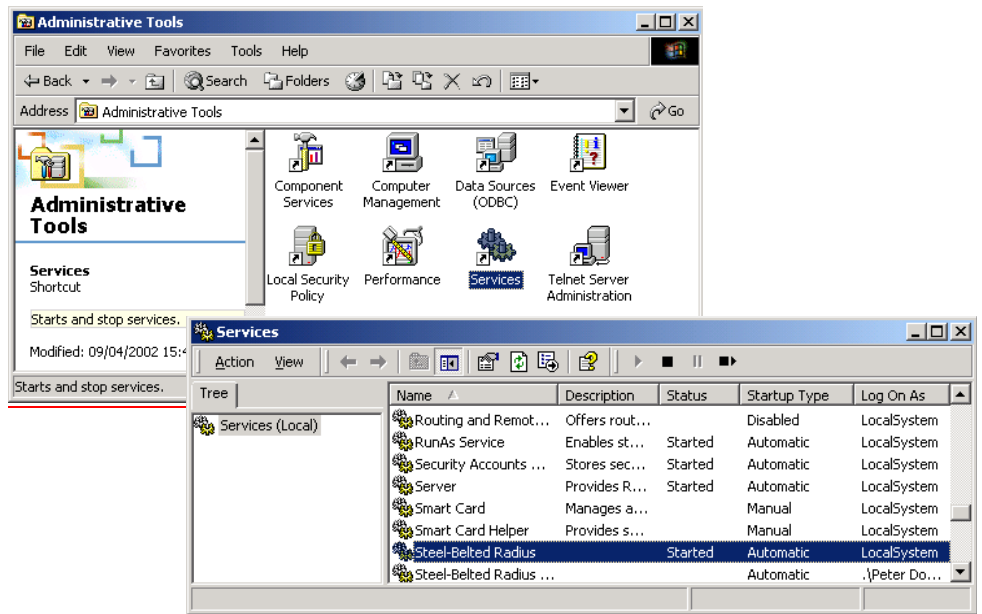 Administrative Tools
File Edit View Favorites Tools Help
Back Search Folders
Address Administrative Tools Go
Administrative
Tools
Services
Shortcut
Starts and stop services.
Modified: 09/04/2002 15:4
Component
Services
Computer
Management
Data Sources
(ODBC)
Event Viewer
Local Security
Policy
Performance
Services
Telnet Server
Administration
Starts and stop services.
Services
Action View
Tree
Services (Local)
Name Description Status Startup Type Log On As
Routing and Remot... Offers rout... Disabled LocalSystem
RunAs Service Enables st... Started Automatic LocalSystem
Security Accounts ... Stores sec... Started Automatic LocalSystem
Server Provides R... Started Automatic LocalSystem
Smart Card Manages a... Manual LocalSystem
Smart Card Helper Provides s... Manual LocalSystem
Steel-Belted Radius Started Automatic LocalSystem
Steel-Belted Radius ... Automatic .\Peter Do...